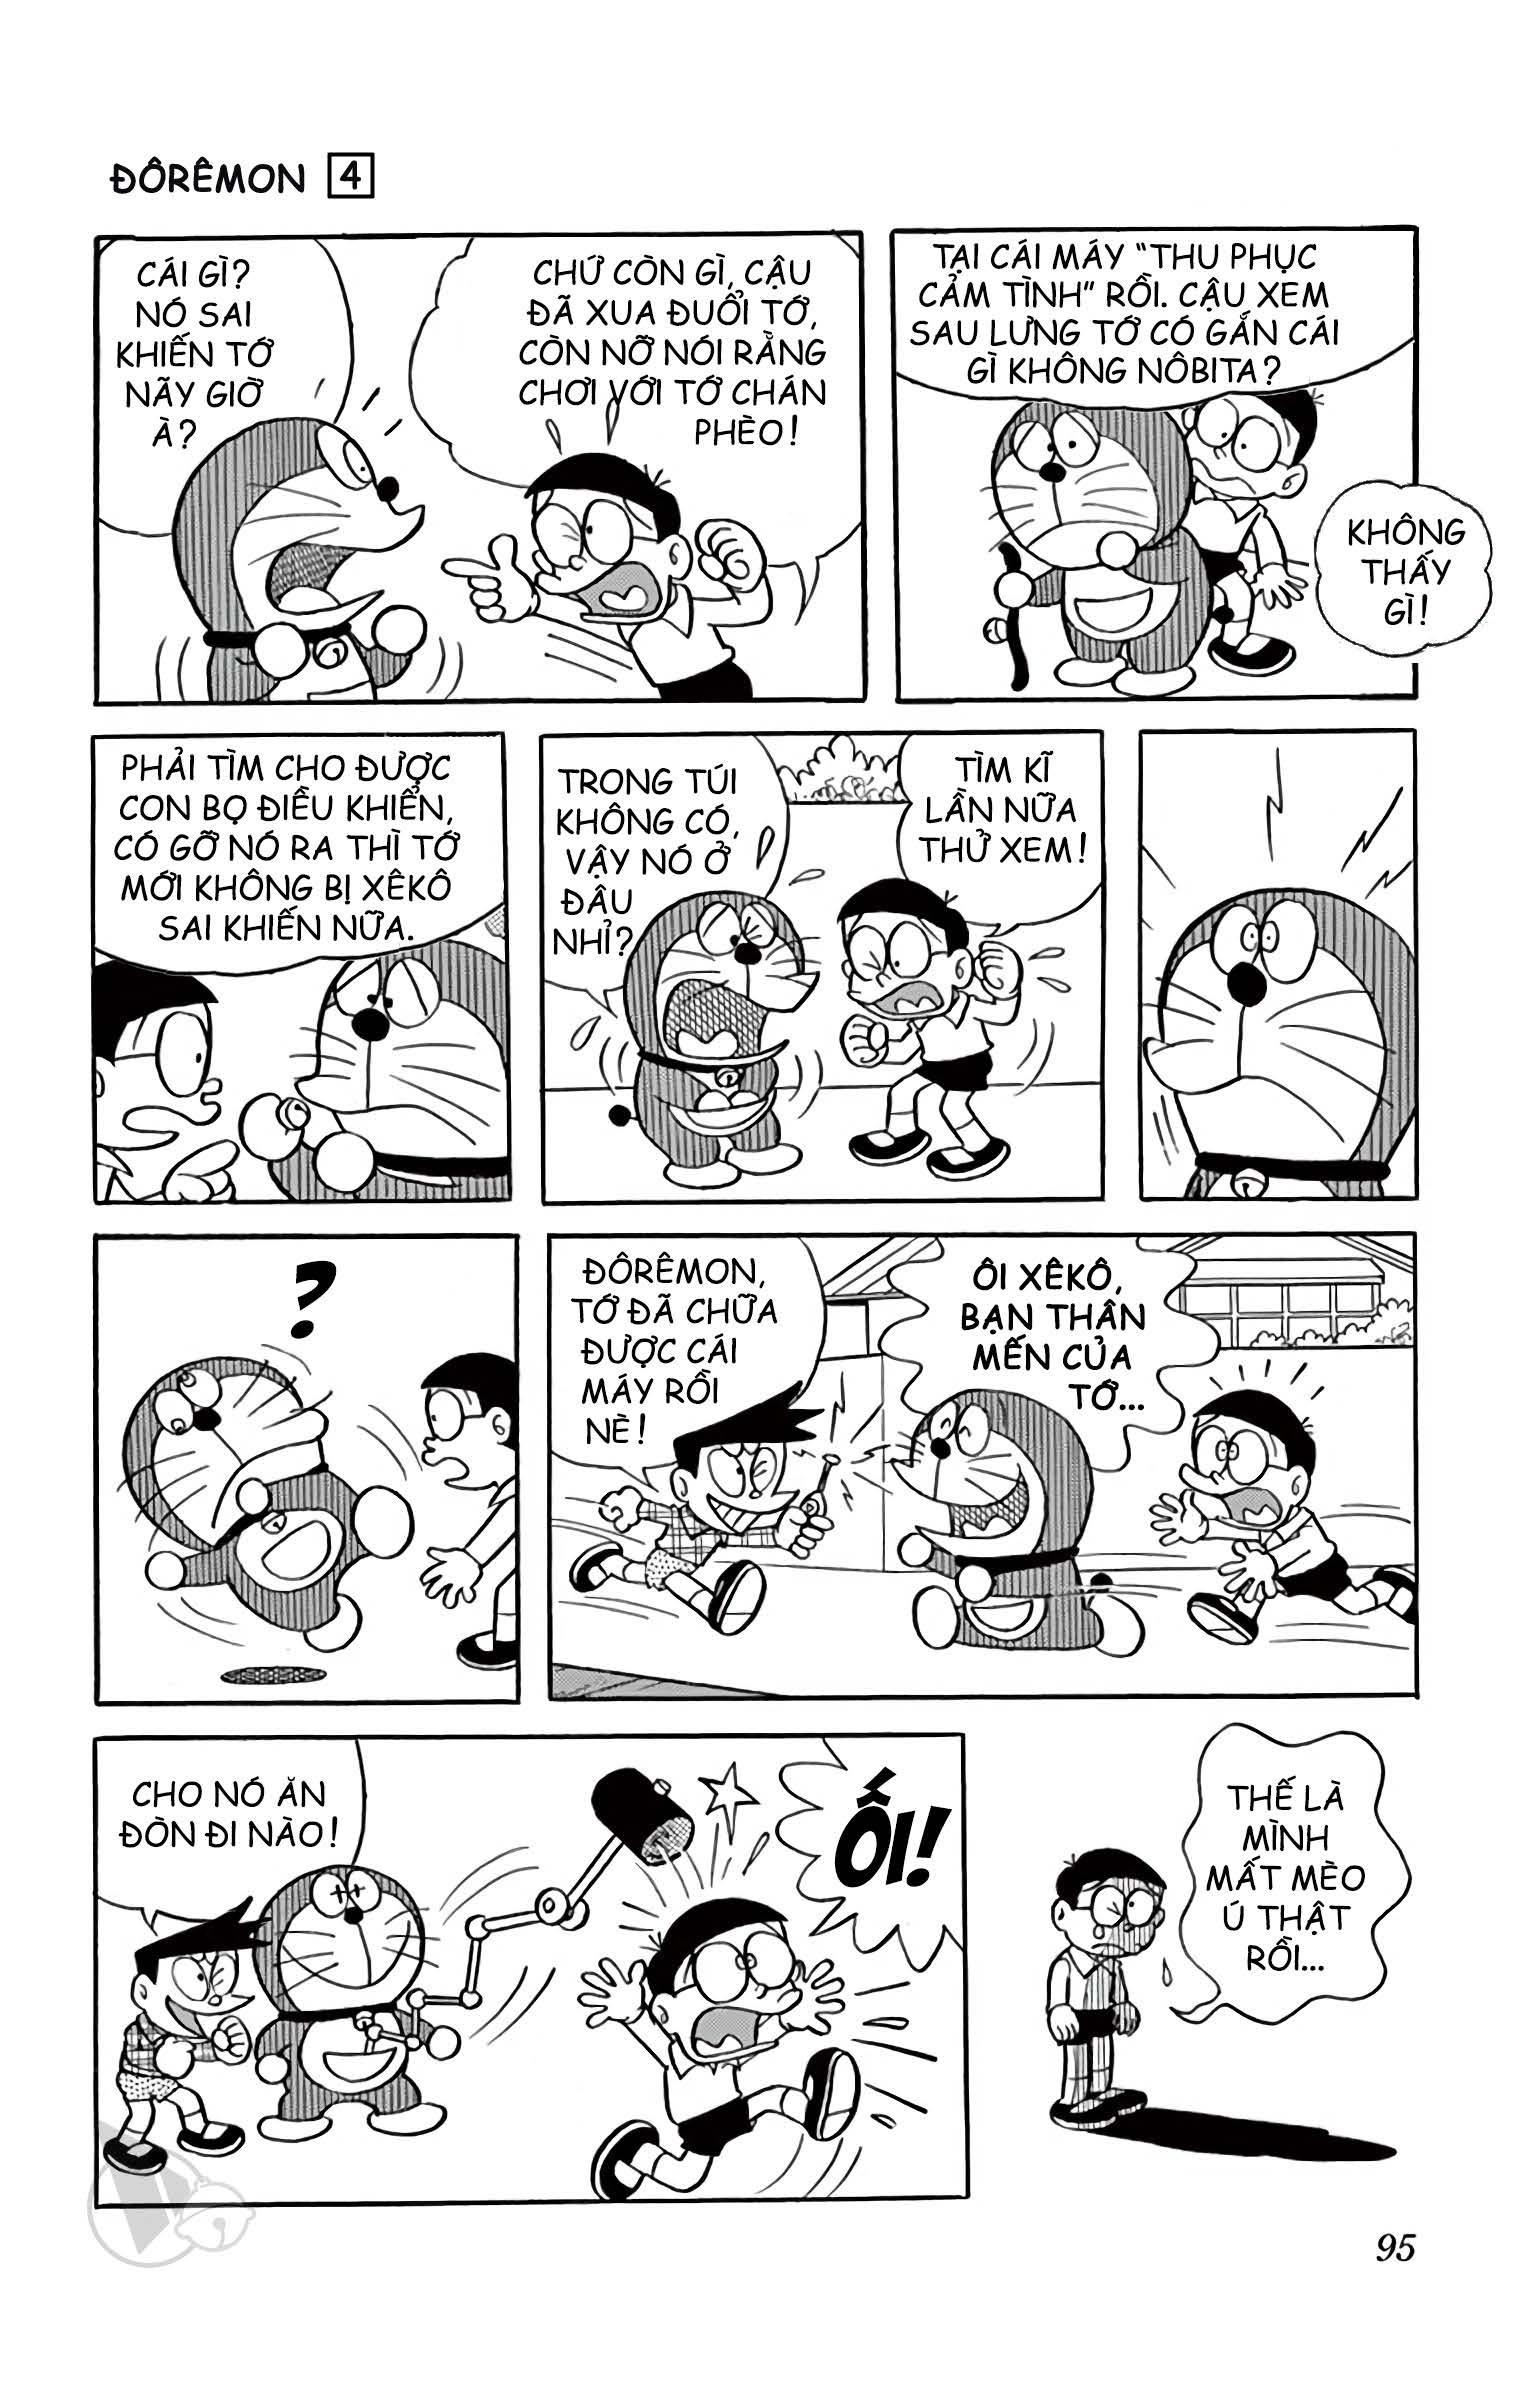 ĐÔRÊMON 4
CÁI GÌ?
NÓ SAI
KHIẾN TỚ
NÃY GIỜ
À?
CHỨ CÒN GÌ, CẬU
ĐÃ XUA ĐUỔI TỚ,
CÒN NỠ NÓI RẰNG
CHƠI VỚI TỚ CHÁN
PHÈO!
TẠI CÁI MÁY “THU PHỤC
CẢM TÌNH” RỒI. CẬU XEM
SAU LƯNG TỚ CÓ GẮN CÁI
GÌ KHÔNG NÔBITA?
KHÔNG
THẤY
GÌ!
PHẢI TÌM CHO ĐƯỢC
CON BỌ ĐIỀU KHIỂN,
CÓ GỠ NÓ RA THÌ TỚ
MỚI KHÔNG BỊ XÊKÔ
SAI KHIẾN NỮA.
TRONG TÚI
KHÔNG CÓ,
VẬY NÓ Ở
ĐÂU
NHỈ?
TÌM KĨ
LẦN NỮA
THỬ XEM!
?
ĐÔRÊMON,
TỚ ĐÃ CHỮA
ĐƯỢC CÁI
MÁY RỒI
NÈ!
ÔI XÊKÔ,
BẠN THÂN
MẾN CỦA
TỚ...
CHO NÓ ĂN
ĐÒN ĐI NÀO!
ỐI!
THẾ LÀ
MÌNH
MẤT MÈO
Ú THẬT
RỒI...
95